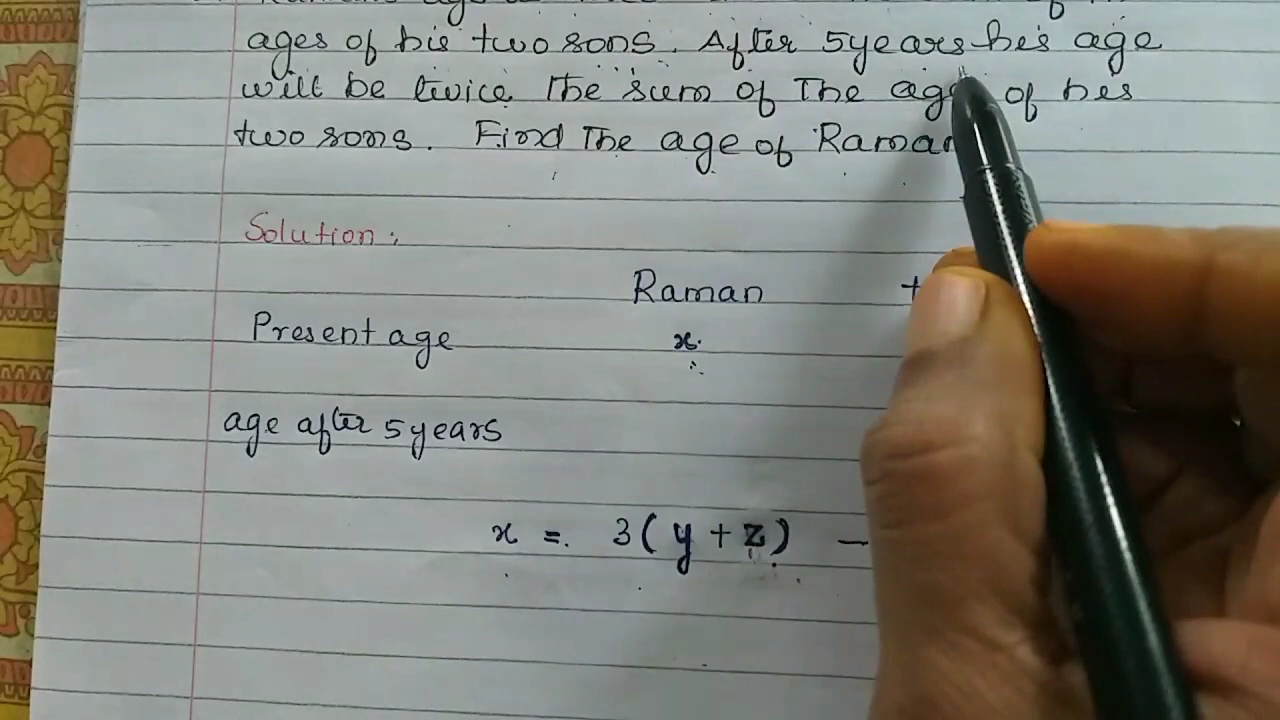 ages of his two sons. After 5years his age
will be twice the sum of The age of his
two sons. Find The age of Raman
Solution:
Raman
Present age x
age after 5years
x = 3(y+z) -